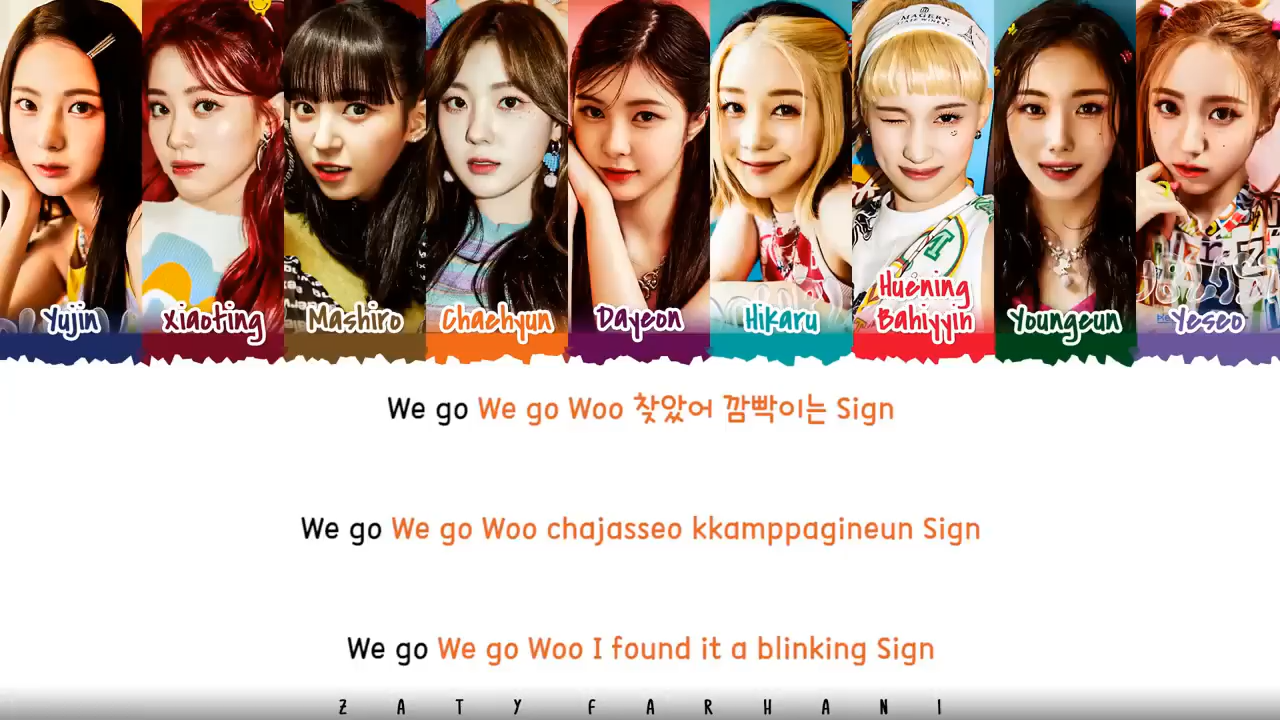 Yujin
Xiaoting
Mashiro
Chaehyun
Dayeon
Hikaru
Huening
Bahiyyih
Youngeun
Yeseo
We go We go Woo 찾았어 깜빡이는 Sign
We go We go Woo chajasseo kkamppagineun Sign
We go We go Woo I found it a blinking Sign
ZATY FARHANI